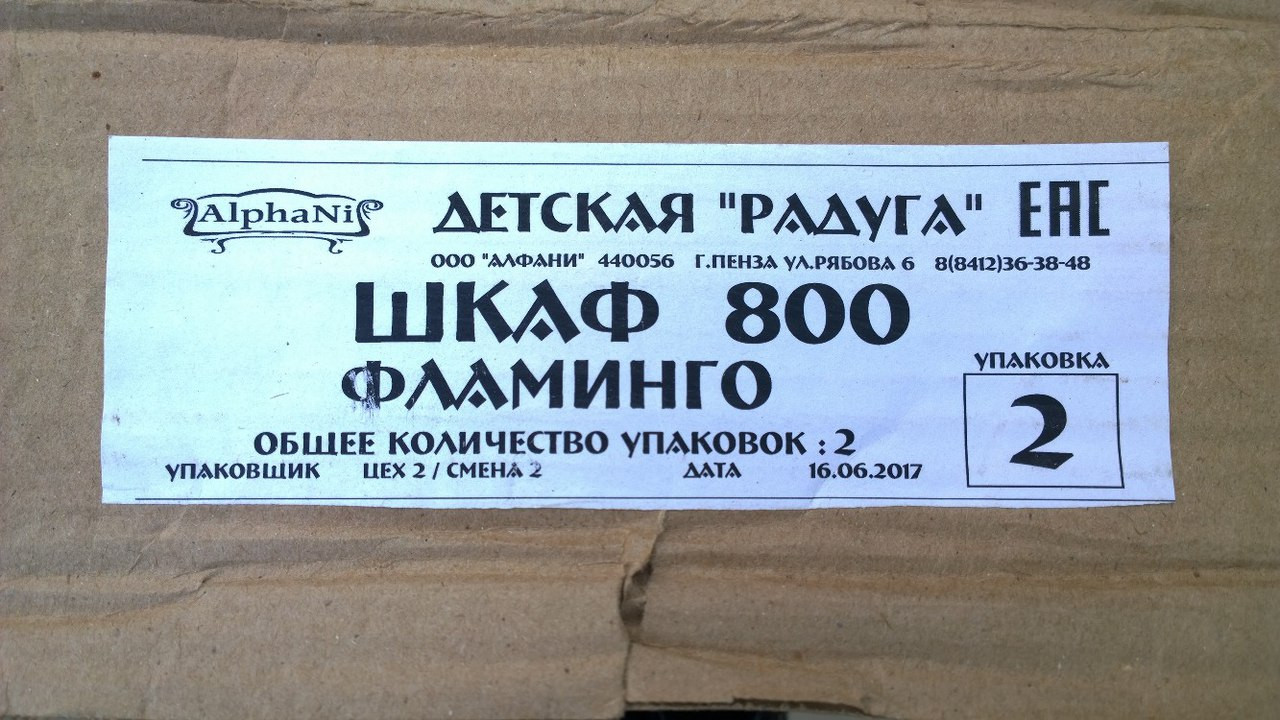 AlphaNi ДЕТСКАЯ "РАДУГА" ЕАС
ООО "АЛФАНИ" 440056 Г.ПЕНЗА УЛ.РЯБОВА 6 8(8412)36-38-48
ШКАФ 800
ФЛАМИНГО
УПАКОВКА
2
ОБЩЕЕ КОЛИЧЕСТВО УПАКОВОК : 2
УПАКОВЩИК ЦЕХ 2 / СМЕНА 2 ДАТА 16.06.2017